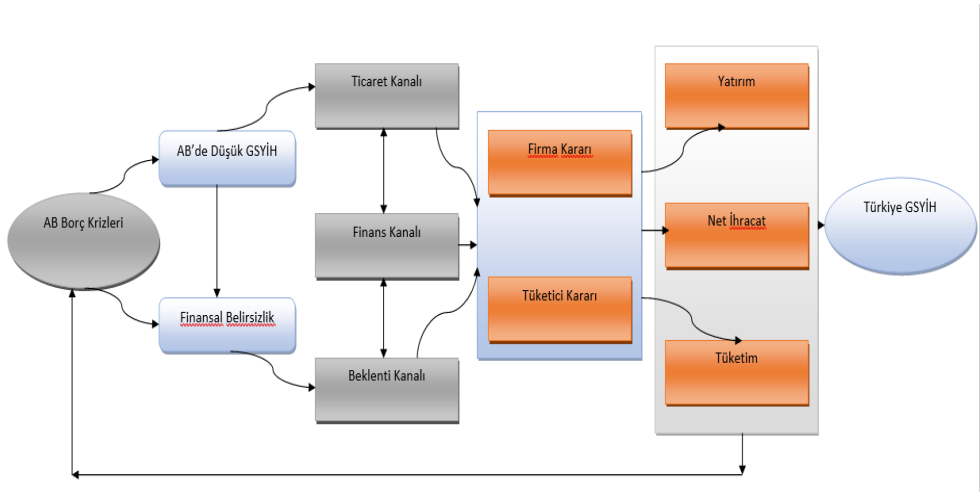 AB Borç Krizleri
AB’de Düşük GSYİH
Finansal Belirsizlik
Ticaret Kanalı
Finans Kanalı
Beklenti Kanalı
Firma Kararı
Tüketici Kararı
Yatırım
Net İhracat
Tüketim
Türkiye GSYİH